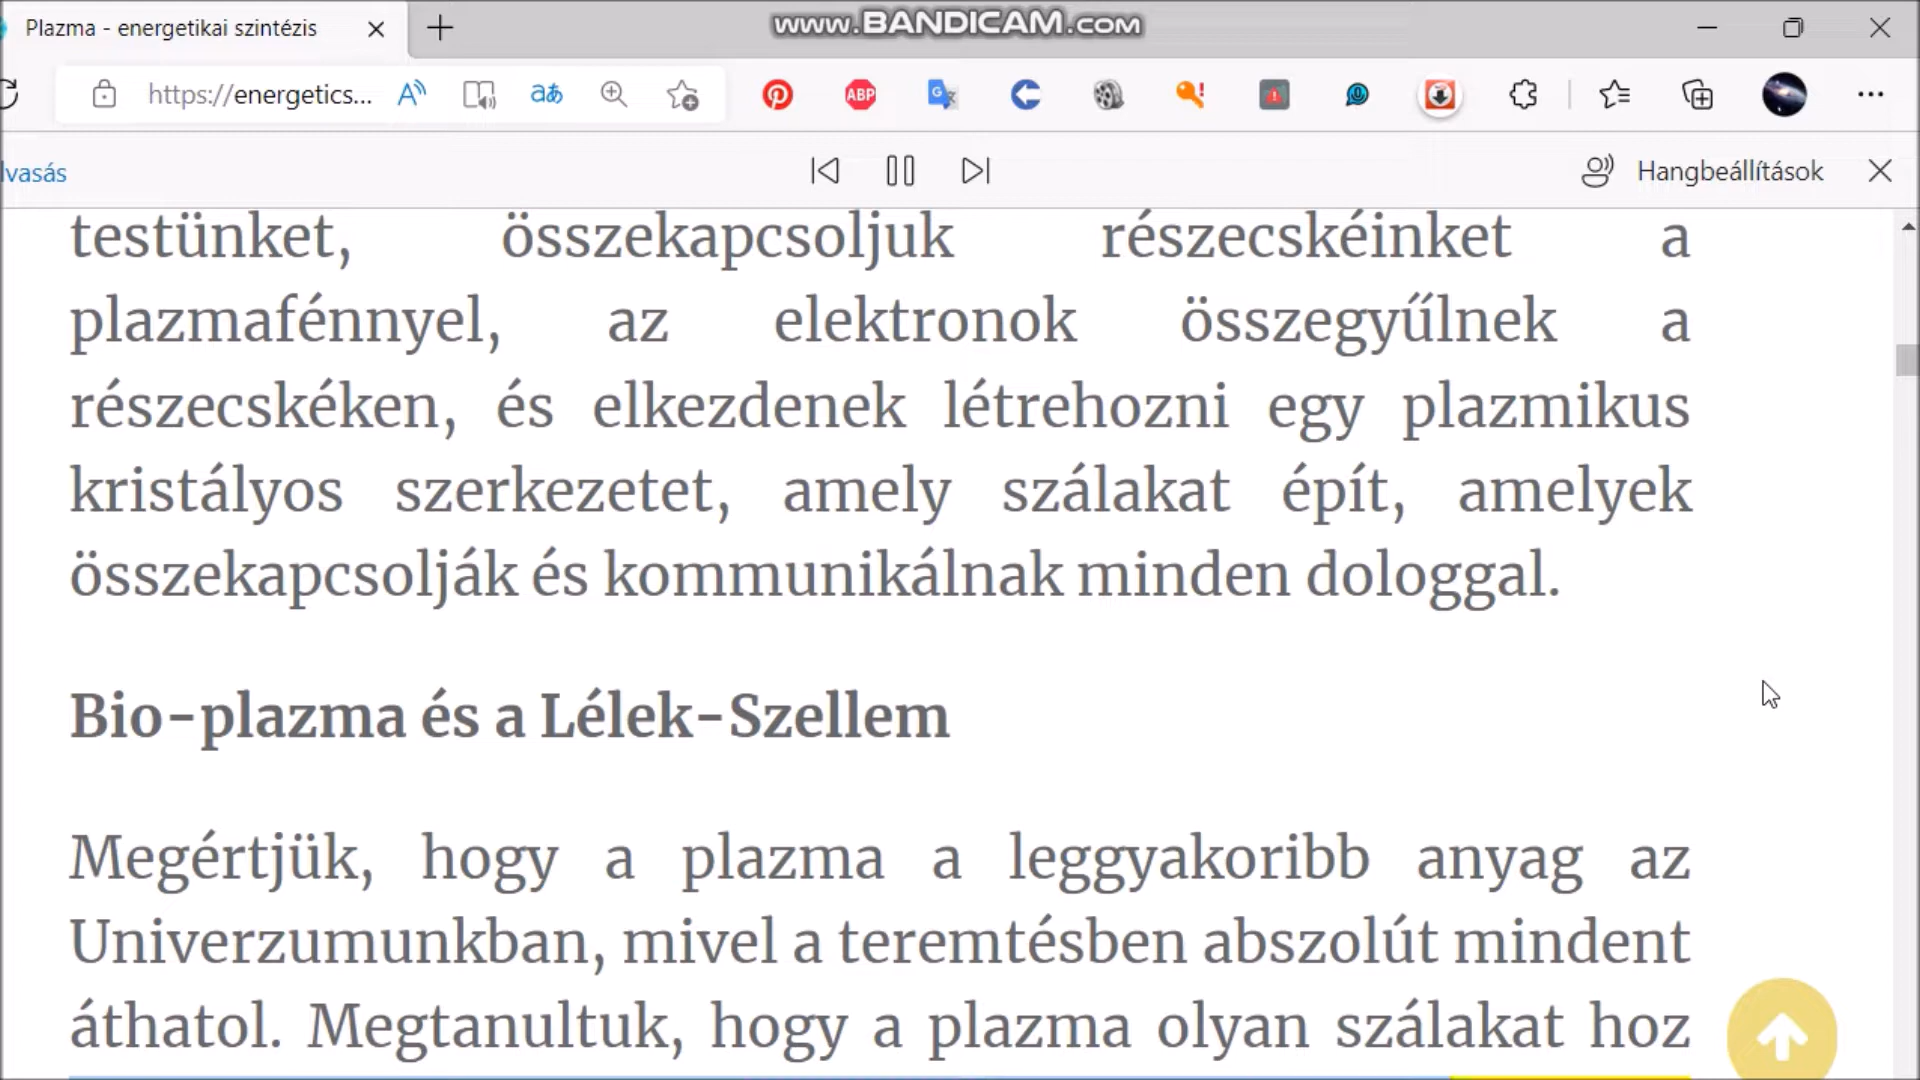 Plazma - energetikai szintézis
www.BANDICAM.com
https://energetics...
aあ
ABP
lvasás
Hangbeállítások
testünket, összekapcsoljuk részecskéinket a
plazmafénnyel, az elektronok összegyűlnek a
részecskéken, és elkezdenek létrehozni egy plazmikus
kristályos szerkezetet, amely szálakat épít, amelyek
összekapcsolják és kommunikálnak minden dologgal.
Bio-plazma és a Lélek-Szellem
Megértjük, hogy a plazma a leggyakoribb anyag az
Univerzumunkban, mivel a teremtésben abszolút mindent
áthatol. Megtanultuk, hogy a plazma olyan szálakat hoz